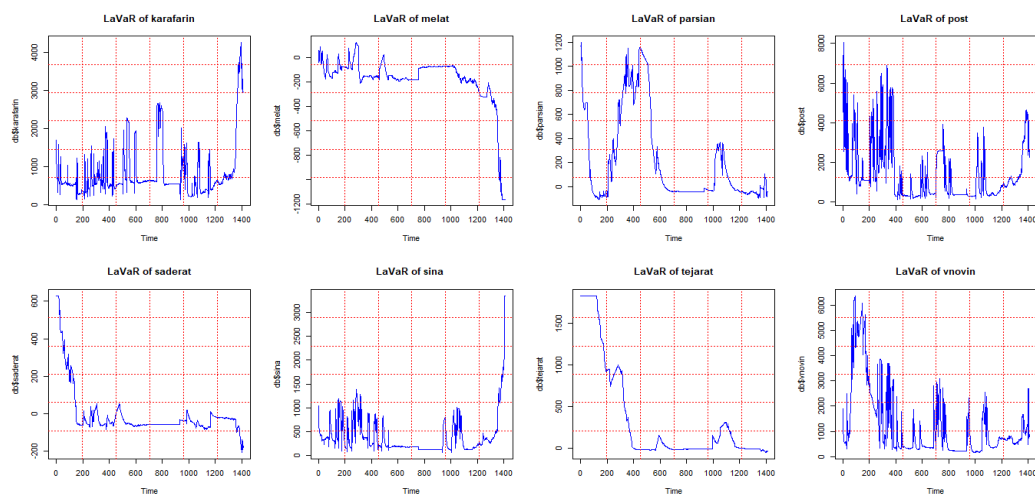 LaVaR of karafarin
db$karafarin
0 1000 2000 3000 4000
0 200 400 600 800 1000 1200 1400
Time
LaVaR of melat
db$melat
-1200 -800 -600 -400 -200 0
0 200 400 600 800 1000 1200 1400
Time
LaVaR of parsian
db$parsian
0 200 400 600 800 1000 1200
0 200 400 600 800 1000 1200 1400
Time
LaVaR of post
db$post
0 2000 4000 6000 8000
0 200 400 600 800 1000 1200 1400
Time
LaVaR of saderat
db$saderat
-200 0 200 400 600
0 200 400 600 800 1000 1200 1400
Time
LaVaR of sina
db$sina
0 500 1000 1500 2000 2500 3000
0 200 400 600 800 1000 1200 1400
Time
LaVaR of tejarat
db$tejarat
0 500 1000 1500
0 200 400 600 800 1000 1200 1400
Time
LaVaR of vnovin
db$vnovin
0 1000 2000 3000 4000 5000 6000
0 200 400 600 800 1000 1200 1400
Time